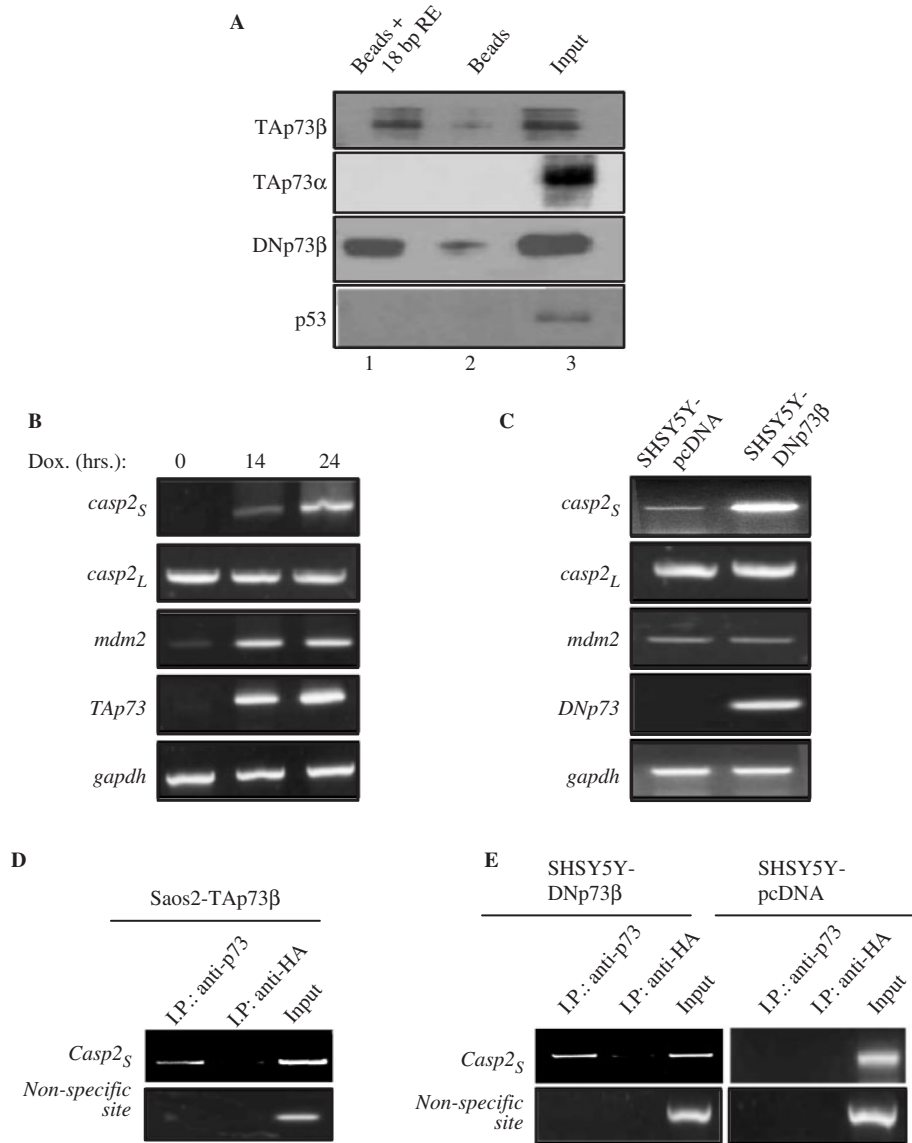 A
Beads +
18 bp RE
Beads
Input
TAp73β
TAp73α
DNp73β
p53
1 2 3
B
Dox. (hrs.): 0 14 24
casp2S
casp2L
mdm2
TAp73
gapdh
C
SHSY5Y-
pcDNA
SHSY5Y-
DNp73β
casp2S
casp2L
mdm2
DNp73
gapdh
D
Saos2-TAp73β
I.P.: anti-p73
I.P: anti-HA
Input
Casp2S
Non-specific
site
E
SHSY5Y-
DNp73β
SHSY5Y-
pcDNA
I.P.: anti-p73
I.P: anti-HA
Input
I.P.: anti-p73
I.P: anti-HA
Input
Casp2S
Non-specific
site